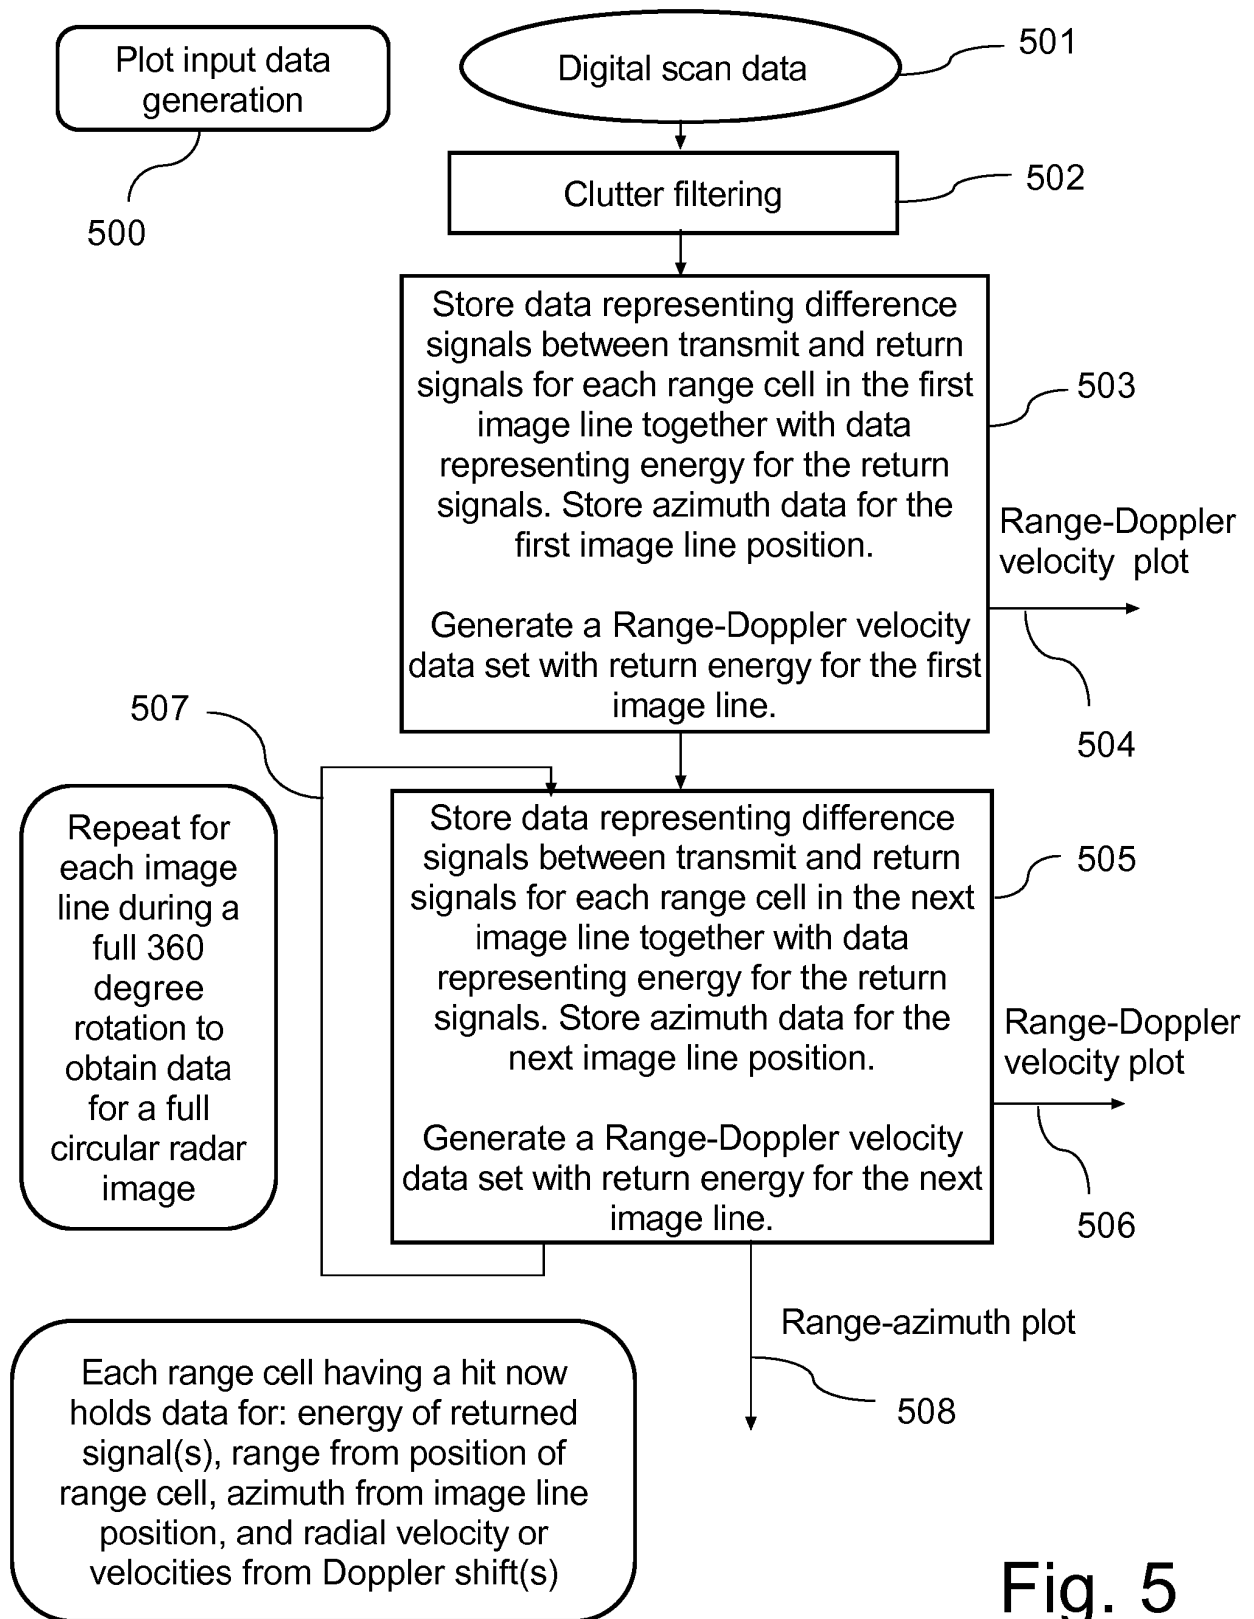 Plot input data
generation
500
Digital scan data
501
Clutter filtering
502
Store data representing difference
signals between transmit and return
signals for each range cell in the first
image line together with data
representing energy for the return
signals. Store azimuth data for the
first image line position.
Generate a Range-Doppler velocity
data set with return energy for the first
image line.
503
Range-Doppler
velocity plot
504
507
Repeat for
each image
line during a
full 360
degree
rotation to
obtain data
for a full
circular radar
image
Store data representing difference
signals between transmit and return
signals for each range cell in the next
image line together with data
representing energy for the return
signals. Store azimuth data for the
next image line position.
Generate a Range-Doppler velocity
data set with return energy for the next
image line.
505
Range-Doppler
velocity plot
506
Range-azimuth plot
508
Each range cell having a hit now
holds data for: energy of returned
signal(s), range from position of
range cell, azimuth from image line
position, and radial velocity or
velocities from Doppler shift(s)
Fig. 5